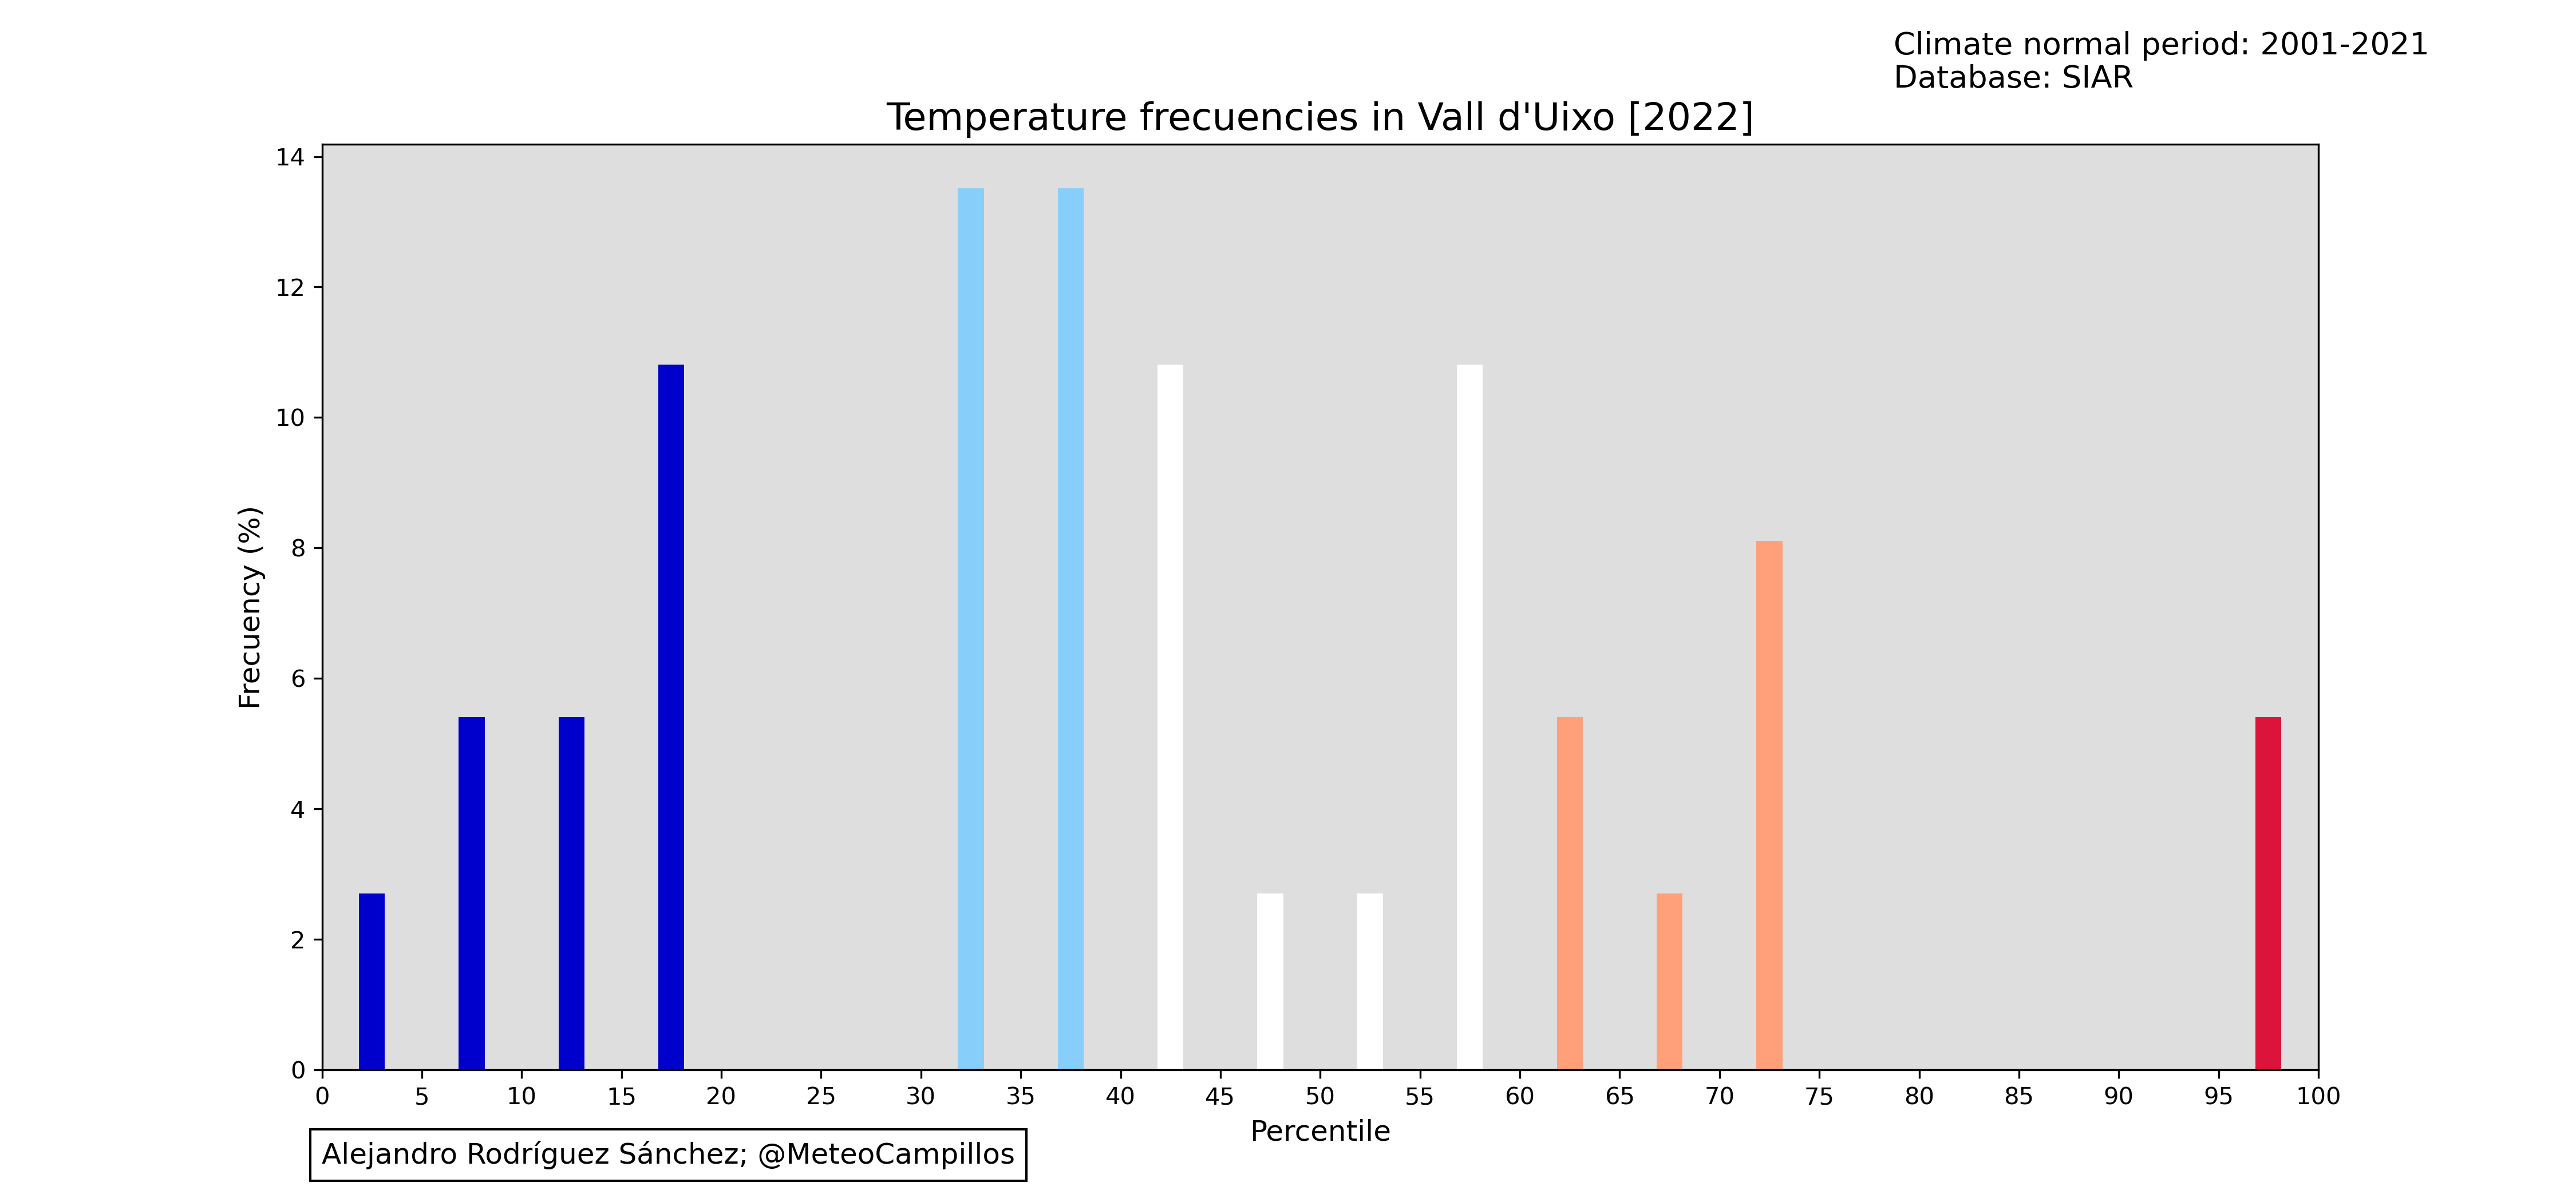 Climate normal period: 2001-2021
Database: SIAR
Temperature frecuencies in Vall d'Uixo [2022]
14
12
10
8
6
4
2
0
Frecuency (%)
0 5 10 15 20 25 30 35 40 45 50 55 60 65 70 75 80 85 90 95 100
Percentile
Alejandro Rodríguez Sánchez; @MeteoCampillos